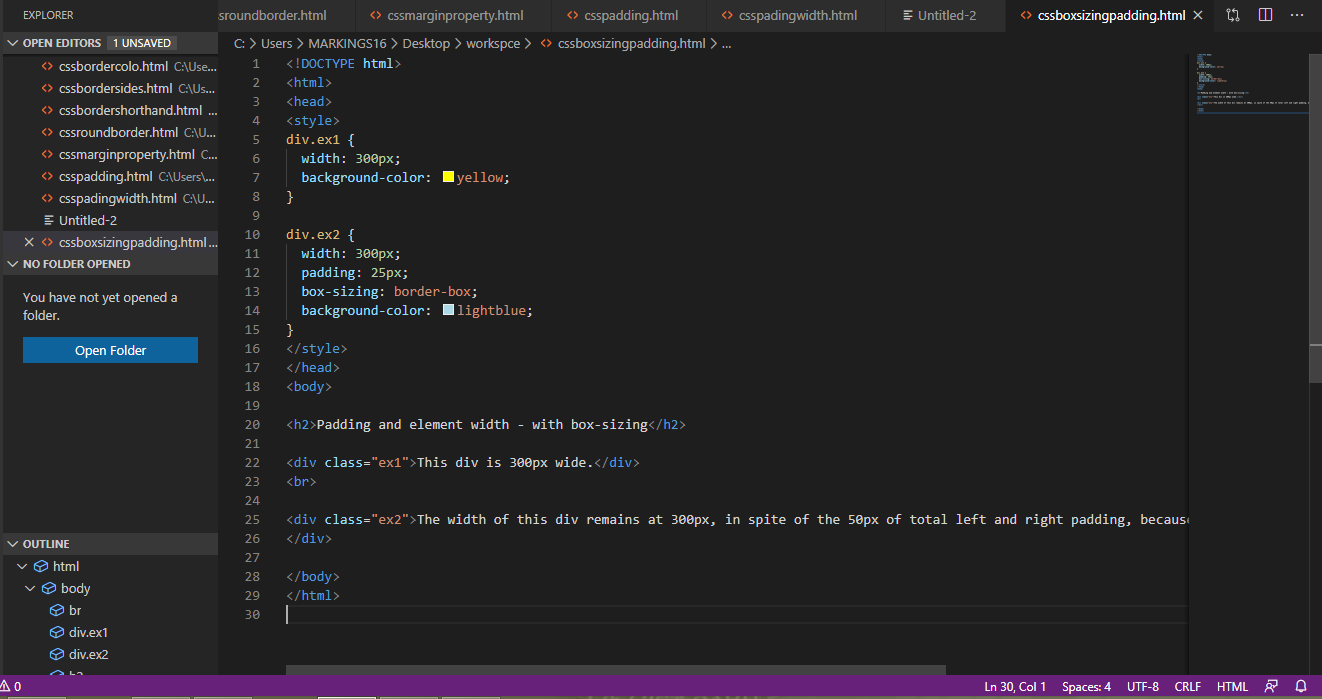 EXPLORER
sroundborder.html
cssmarginproperty.html
csspadding.html
csspadingwidth.html
Untitled-2
cssboxsizingpadding.html
OPEN EDITORS 1 UNSAVED
C: > Users > MARKINGS16 > Desktop > workspce > cssboxsizingpadding.html > ...
cssbordercolo.html C:\Use...
cssbordersides.html C:\Us...
cssbordershorthand.html ...
cssroundborder.html C:\U...
cssmarginproperty.html C...
csspadding.html C:\Users\...
csspadingwidth.html C:\U...
Untitled-2
cssboxsizingpadding.html...
NO FOLDER OPENED
You have not yet opened a
folder.
Open Folder
OUTLINE
html
body
br
div.ex1
div.ex2
1 <!DOCTYPE html>
2 <html>
3 <head>
4 <style>
5 div.ex1 {
6   width: 300px;
7   background-color: yellow;
8 }
9
10 div.ex2 {
11   width: 300px;
12   padding: 25px;
13   box-sizing: border-box;
14   background-color: lightblue;
15 }
16 </style>
17 </head>
18 <body>
19
20 <h2>Padding and element width - with box-sizing</h2>
21
22 <div class="ex1">This div is 300px wide.</div>
23 <br>
24
25 <div class="ex2">The width of this div remains at 300px, in spite of the 50px of total left and right padding, because
26 </div>
27
28 </body>
29 </html>
30
0
Ln 30, Col 1
Spaces: 4
UTF-8
CRLF
HTML